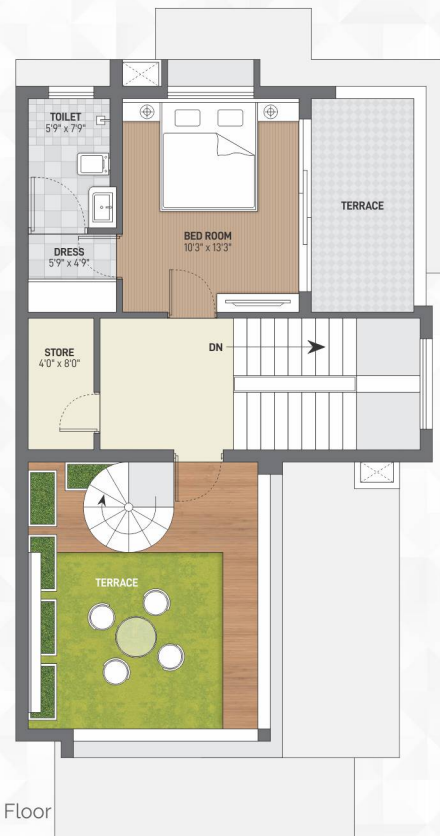 TOILET
5'9" x 7'9"
BED ROOM
10'3" x 13'3"
TERRACE
DRESS
5'9" x 4'9"
STORE
4'0" x 8'0"
DN
TERRACE
Floor